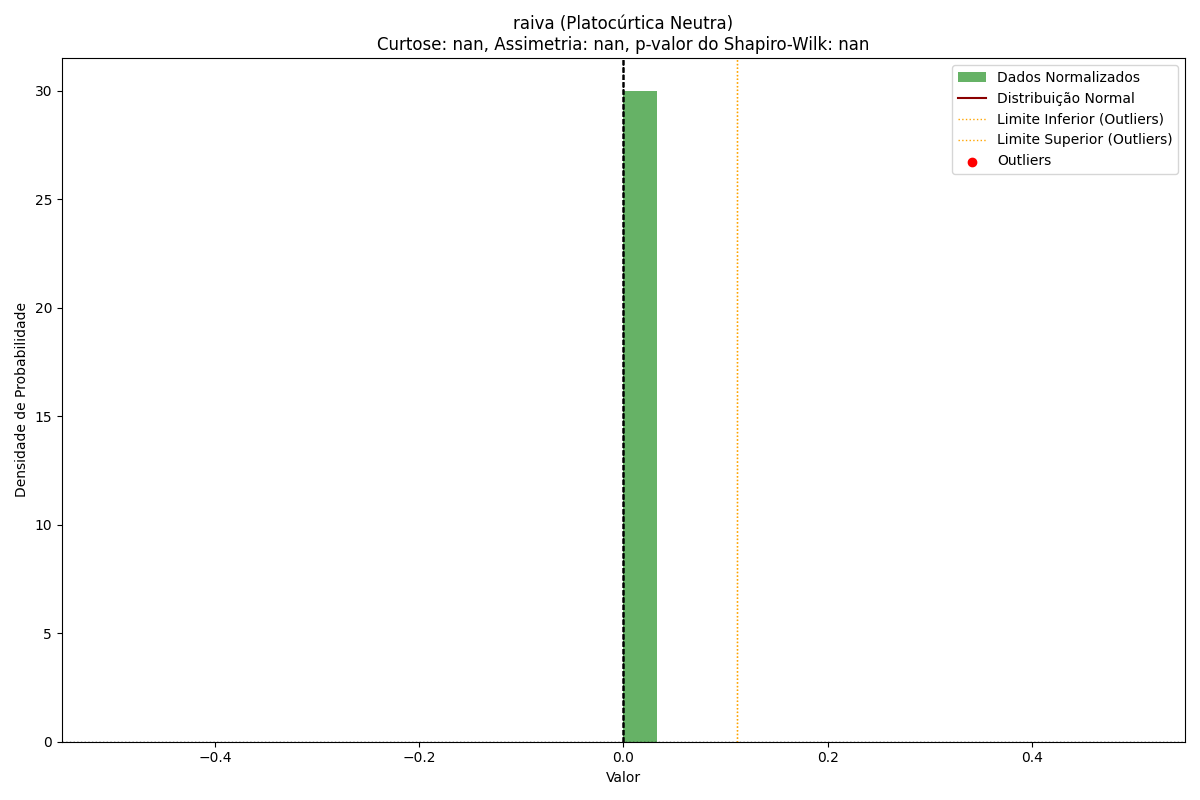 raiva (Platocúrtica Neutra)
Curtose: nan, Assimetria: nan, p-valor do Shapiro-Wilk: nan
Dados Normalizados
Distribuição Normal
Limite Inferior (Outliers)
Limite Superior (Outliers)
Outliers
Densidade de Probabilidade
30
25
20
15
10
5
0
−0.4
−0.2
0.0
0.2
0.4
Valor